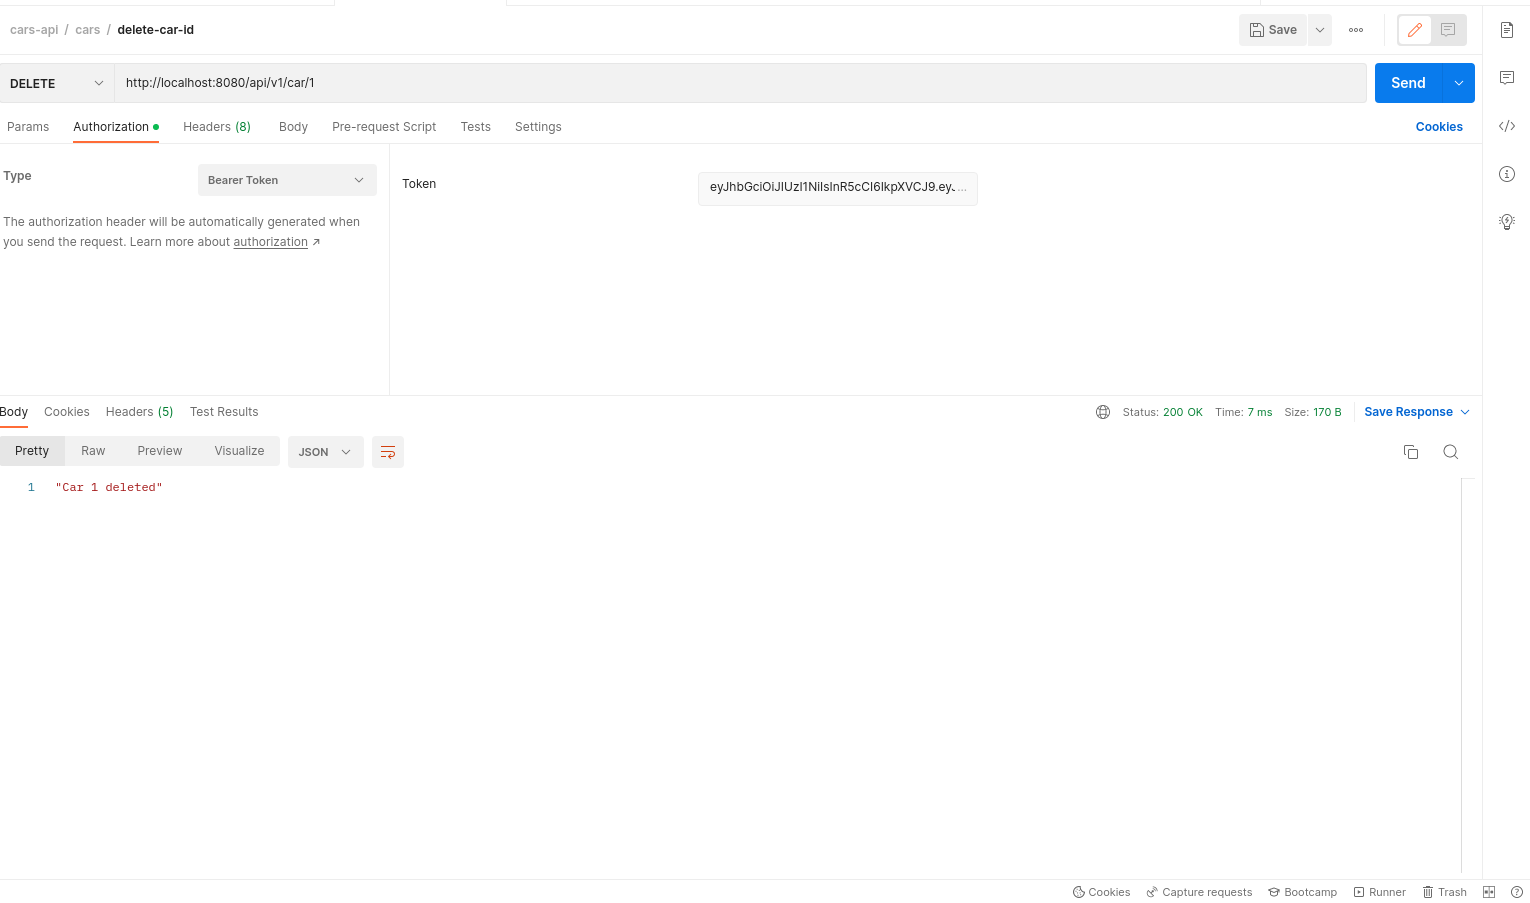 cars-api / cars / delete-car-id
Save
DELETE
http://localhost:8080/api/v1/car/1
Send
Params Authorization Headers (8) Body Pre-request Script Tests Settings Cookies
Type
Bearer Token
Token
eyJhbGciOiJIUzI1NiIsInR5cCI6IkpXVCJ9.eyJ...
The authorization header will be automatically generated when
you send the request. Learn more about authorization ↗
Body Cookies Headers (5) Test Results
Status: 200 OK Time: 7 ms Size: 170 B Save Response
Pretty Raw Preview Visualize JSON
1 "Car 1 deleted"
Cookies Capture requests Bootcamp Runner Trash